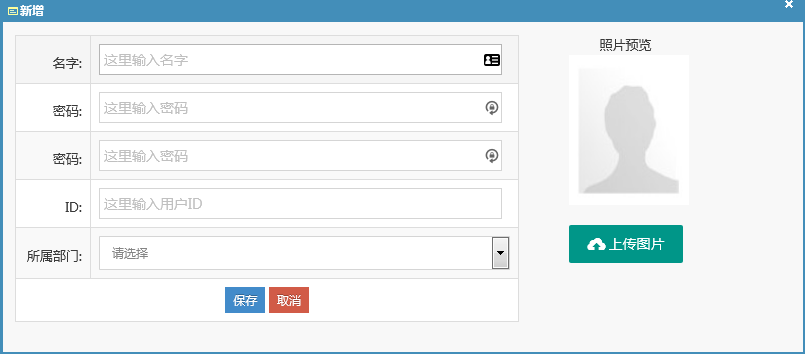 新增
名字: 这里输入名字
密码: 这里输入密码
密码: 这里输入密码
ID: 这里输入用户ID
所属部门: 请选择
保存 取消
照片预览
上传图片